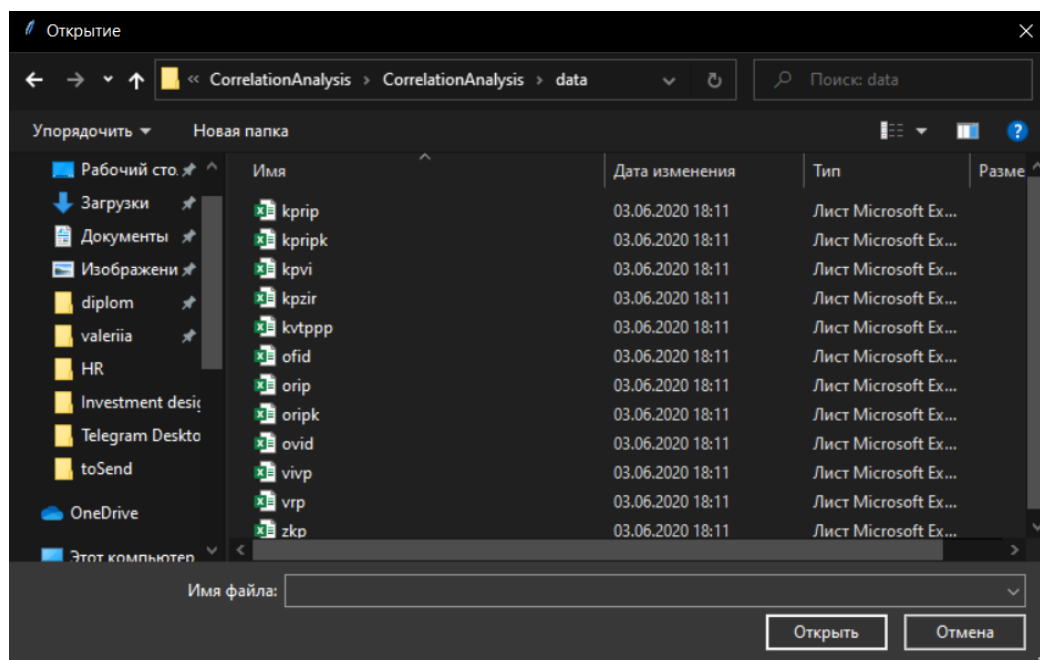 Открытие
« CorrelationAnalysis › CorrelationAnalysis › data
Поиск: data
Упорядочить
Новая папка
?
Рабочий сто.
Загрузки
Документы
Изображени
diplom
valeriia
HR
Investment desig
Telegram Deskto
toSend
OneDrive
Этот компьютер
Имя Дата изменения Тип Разме
kprip 03.06.2020 18:11 Лист Microsoft Ex...
kpripk 03.06.2020 18:11 Лист Microsoft Ex...
kpvi 03.06.2020 18:11 Лист Microsoft Ex...
kpzir 03.06.2020 18:11 Лист Microsoft Ex...
kvtppp 03.06.2020 18:11 Лист Microsoft Ex...
ofid 03.06.2020 18:11 Лист Microsoft Ex...
orip 03.06.2020 18:11 Лист Microsoft Ex...
oripk 03.06.2020 18:11 Лист Microsoft Ex...
ovid 03.06.2020 18:11 Лист Microsoft Ex...
vivp 03.06.2020 18:11 Лист Microsoft Ex...
vrp 03.06.2020 18:11 Лист Microsoft Ex...
zkp 03.06.2020 18:11 Лист Microsoft Ex...
Имя файла:
Открыть
Отмена